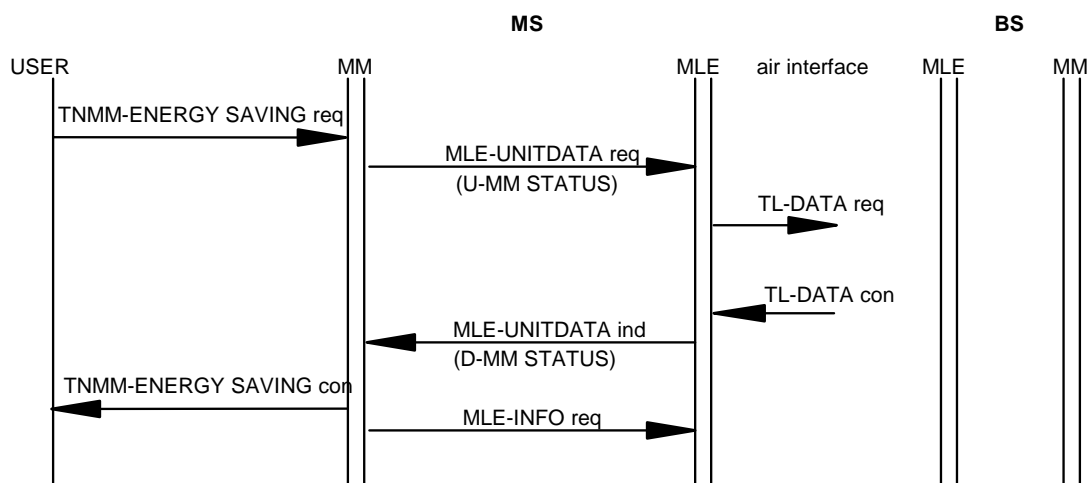 MS BS
USER MM MLE air interface MLE MM
TNMM-ENERGY SAVING req
MLE-UNITDATA req
(U-MM STATUS)
TL-DATA req
TL-DATA con
MLE-UNITDATA ind
(D-MM STATUS)
TNMM-ENERGY SAVING con
MLE-INFO req